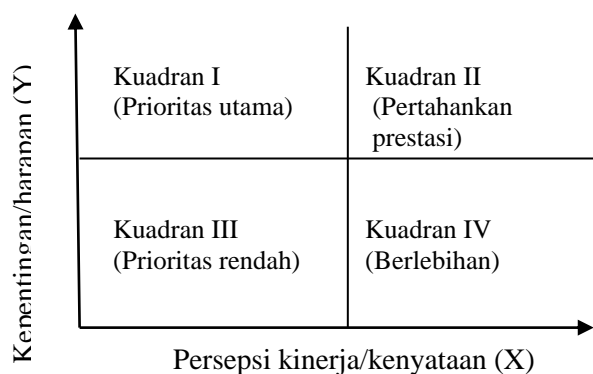 Kepentingan/harapan (Y)
Kuadran I
(Prioritas utama)
Kuadran II
(Pertahankan
prestasi)
Kuadran III
(Prioritas rendah)
Kuadran IV
(Berlebihan)
Persepsi kinerja/kenyataan (X)